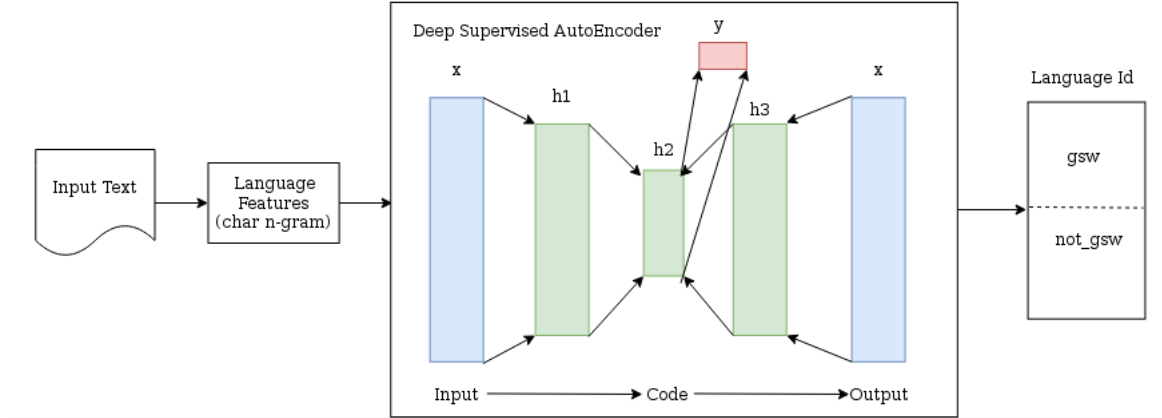 Deep Supervised AutoEncoder
y
x
x
h1
h3
h2
Language Id
gsw
not_gsw
Input Text
Language
Features
(char n-gram)
Input
Code
Output